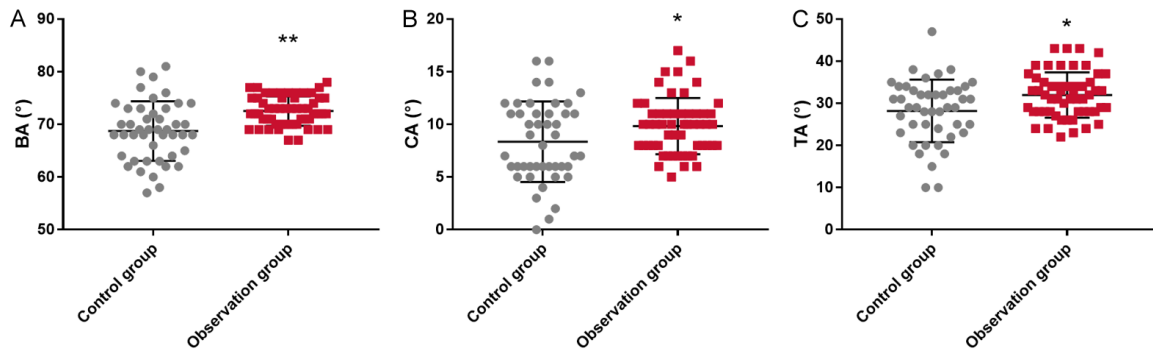 A
BA (°)
90
80
70
60
50
**
Control group
Observation group
B
CA (°)
20
15
10
5
0
*
Control group
Observation group
C
TA (°)
50
40
30
20
10
0
*
Control group
Observation group